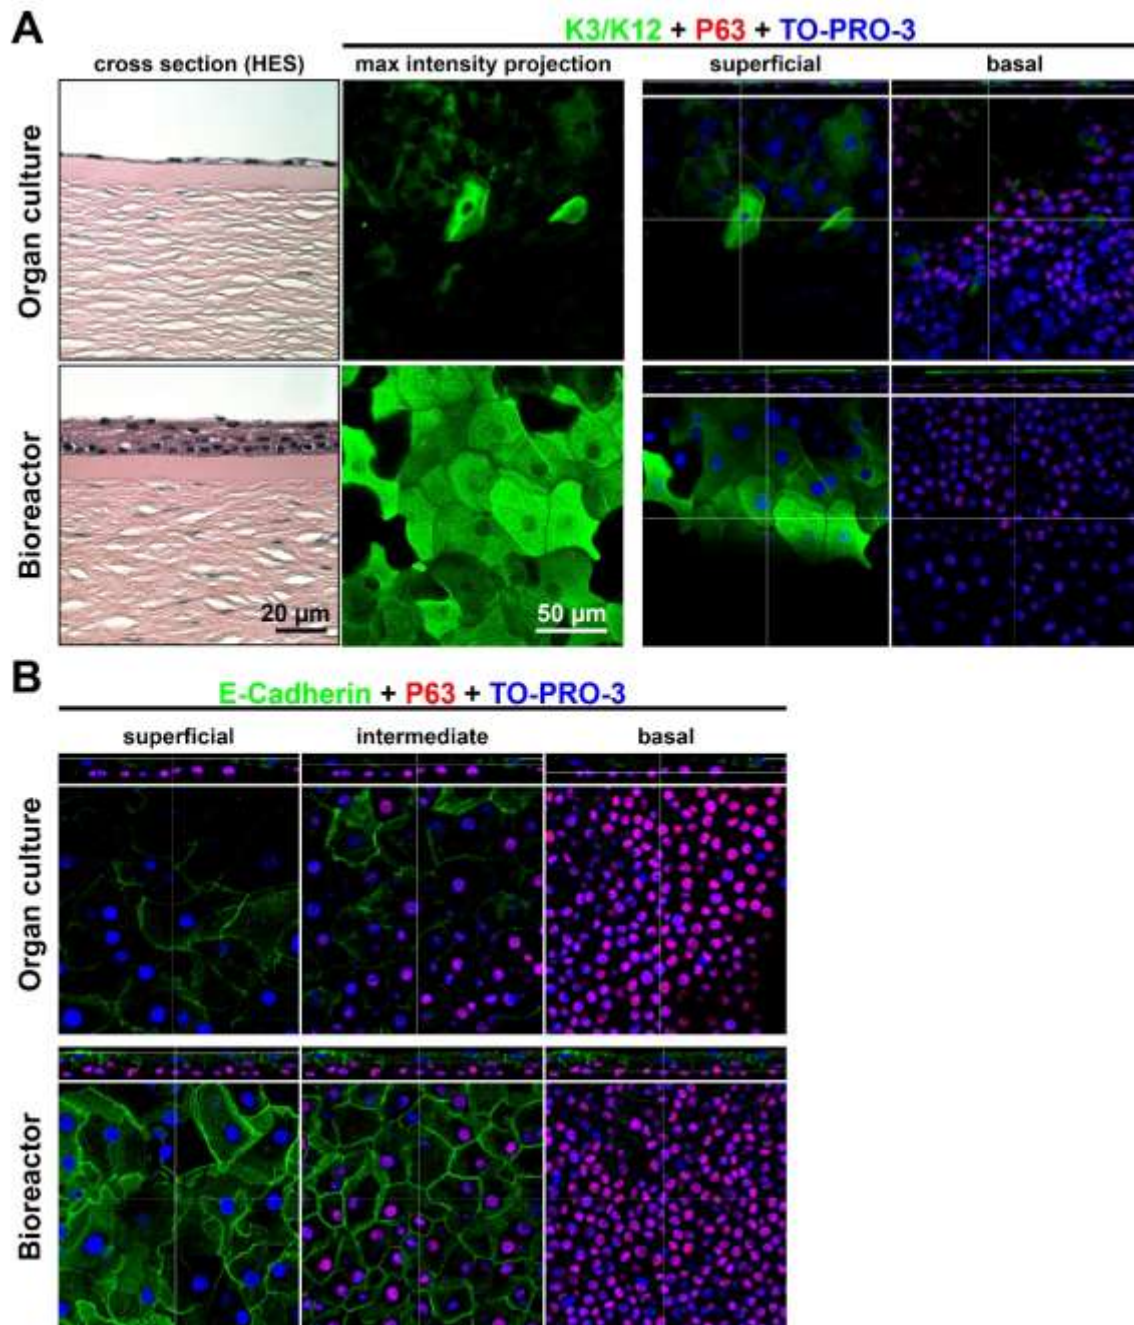 A
K3/K12 + P63 + TO-PRO-3
cross section (HES) max intensity projection superficial basal
Organ culture
Bioreactor
20 µm 50 µm
B
E-Cadherin + P63 + TO-PRO-3
superficial intermediate basal
Organ culture
Bioreactor